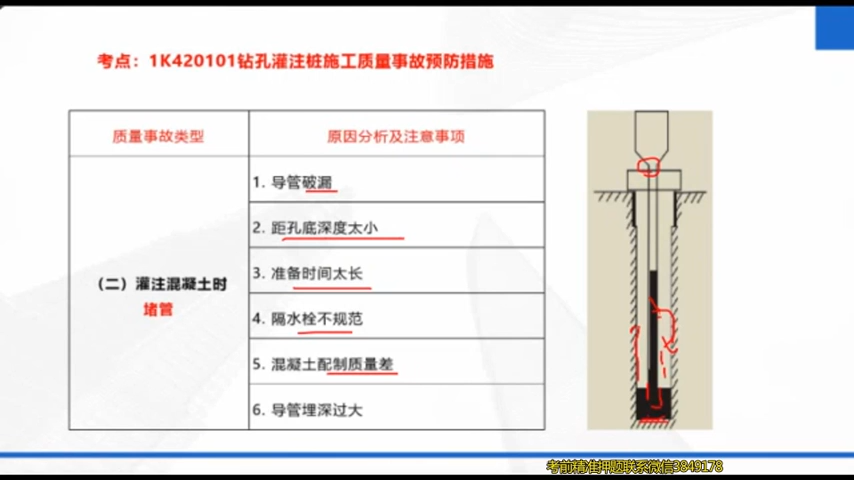 考点：1K420101钻孔灌注桩施工质量事故预防措施
质量事故类型
原因分析及注意事项
（二）灌注混凝土时
堵管
1. 导管破漏
2. 距孔底深度太小
3. 准备时间太长
4. 隔水栓不规范
5. 混凝土配制质量差
6. 导管埋深过大
考前精准押题联系微信3849178